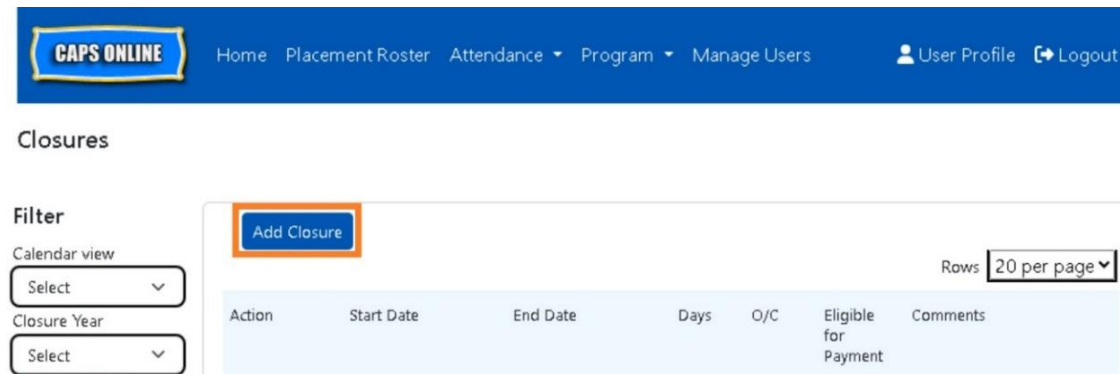 CAPS ONLINE Home Placement Roster Attendance Program Manage Users User Profile Logout
Closures
Filter
Add Closure
Calendar view
Select
Rows 20 per page
Closure Year
Select
Action Start Date End Date Days O/C Eligible for Payment Comments